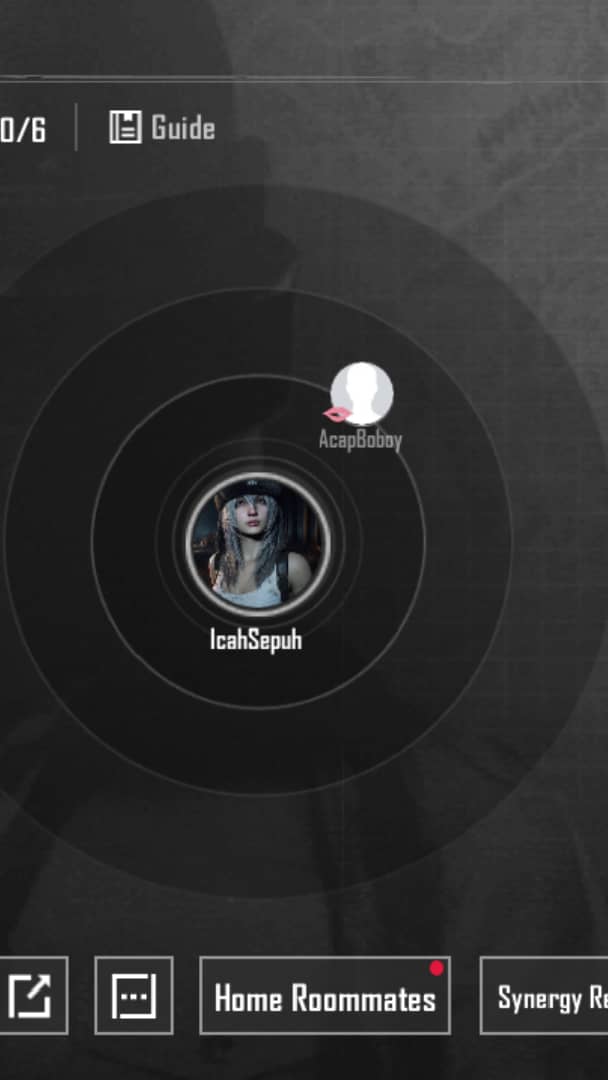 0/6
Guide
AcapBoboy
IcahSepuh
Home Roommates
Synergy Re